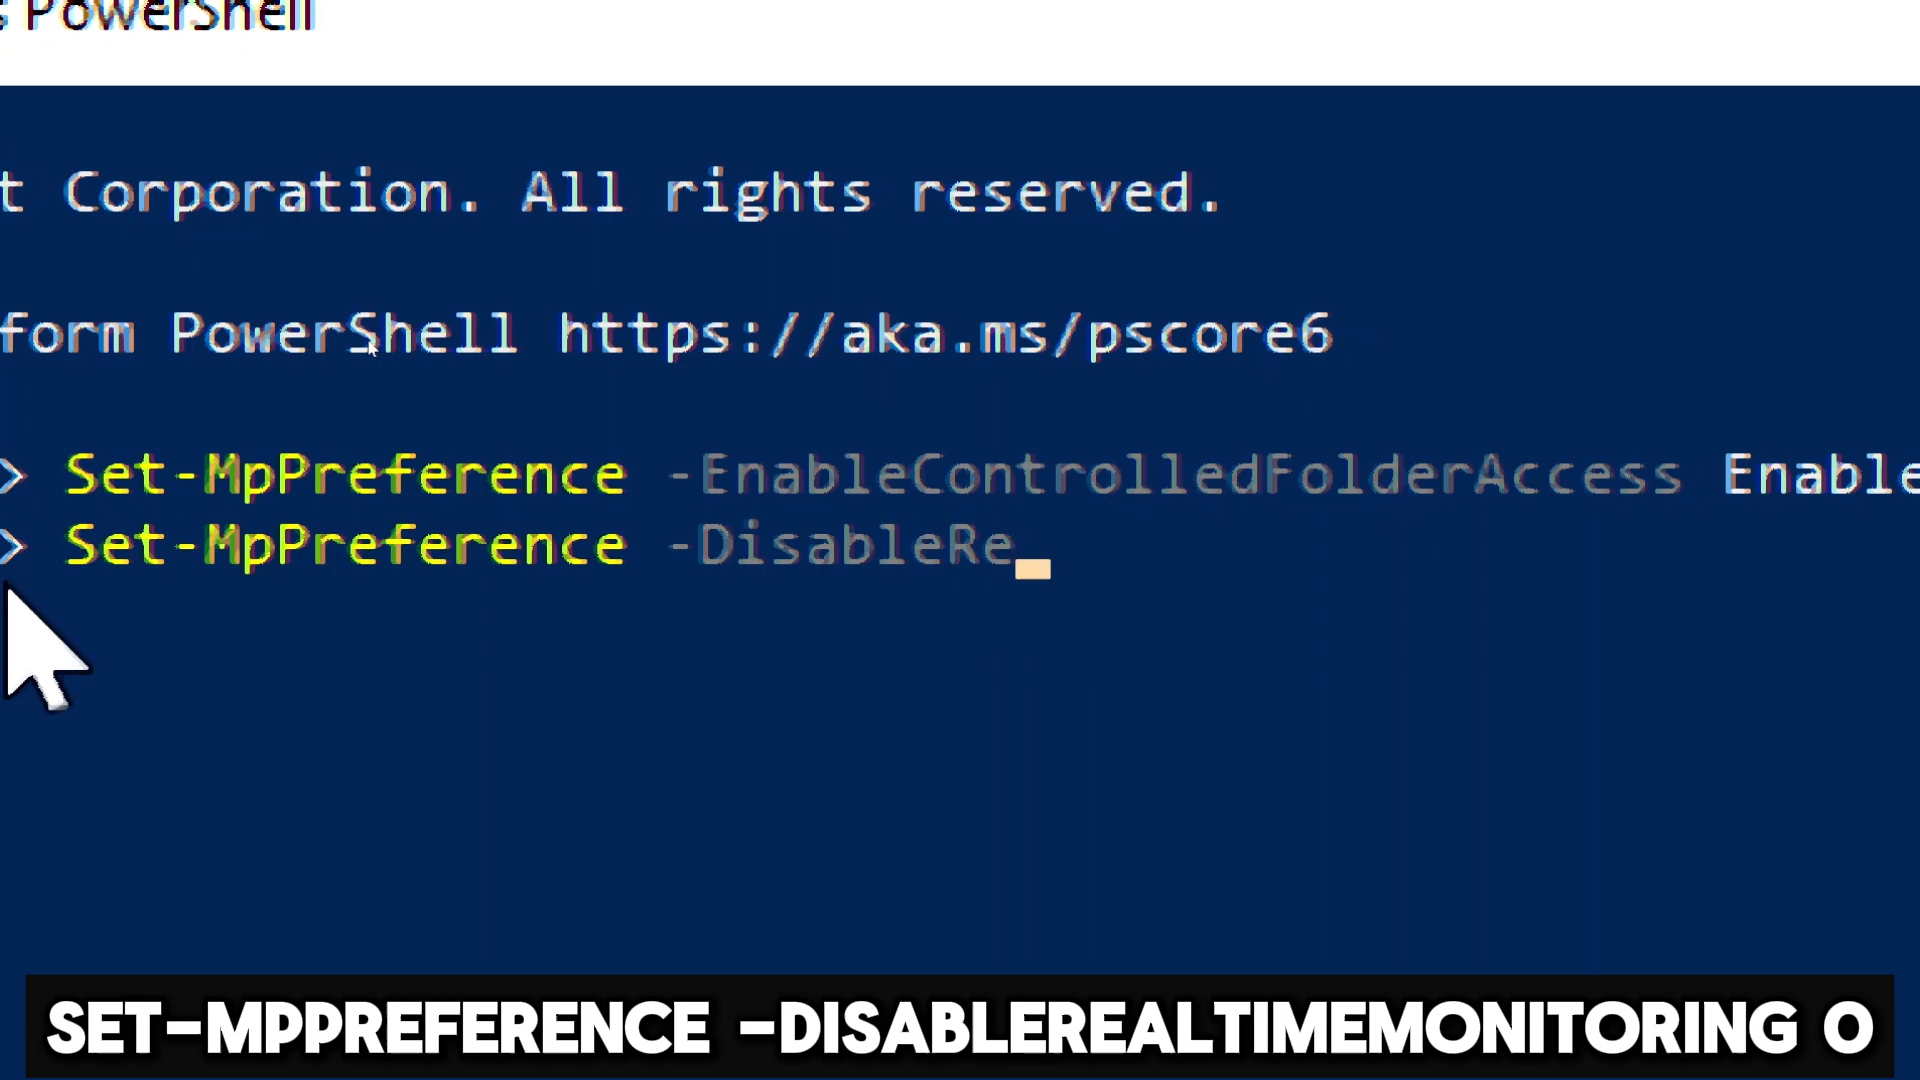 PowerShell
t Corporation. All rights reserved.
form PowerShell https://aka.ms/pscore6
> Set-MpPreference -EnableControlledFolderAccess Enable
> Set-MpPreference -DisableRe
SET-MPPREFERENCE -DISABLEREALTIMEMONITORING 0